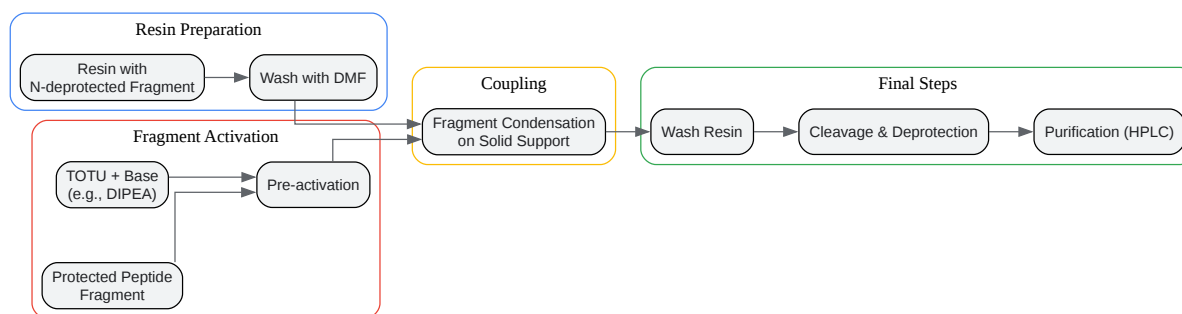 Resin Preparation
Resin with
N-deprotected Fragment
Wash with DMF
Fragment Activation
TOTU + Base
(e.g., DIPEA)
Pre-activation
Protected Peptide
Fragment
Coupling
Fragment Condensation
on Solid Support
Final Steps
Wash Resin
Cleavage & Deprotection
Purification (HPLC)